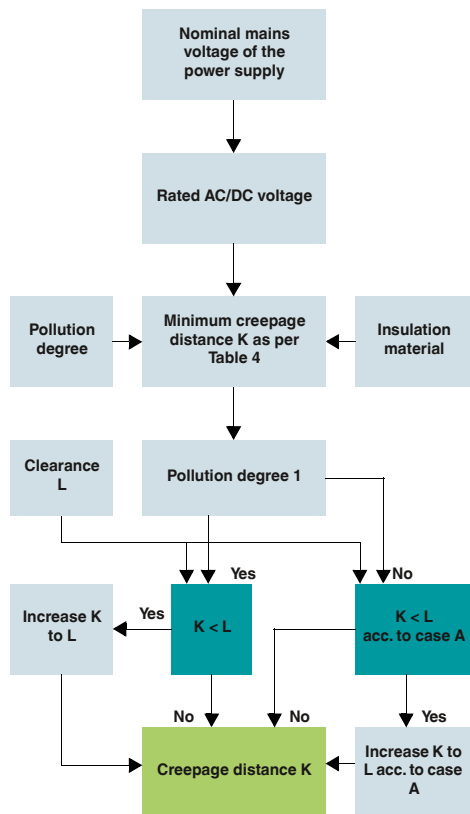 Nominal mains
voltage of the
power supply
Rated AC/DC voltage
Pollution
degree
Minimum creepage
distance K as per
Table 4
Insulation
material
Clearance
L
Pollution degree 1
Yes
No
Increase K
to L
Yes
K < L
K < L
acc. to case A
No
No
Yes
Creepage distance K
Increase K to
L acc. to case
A